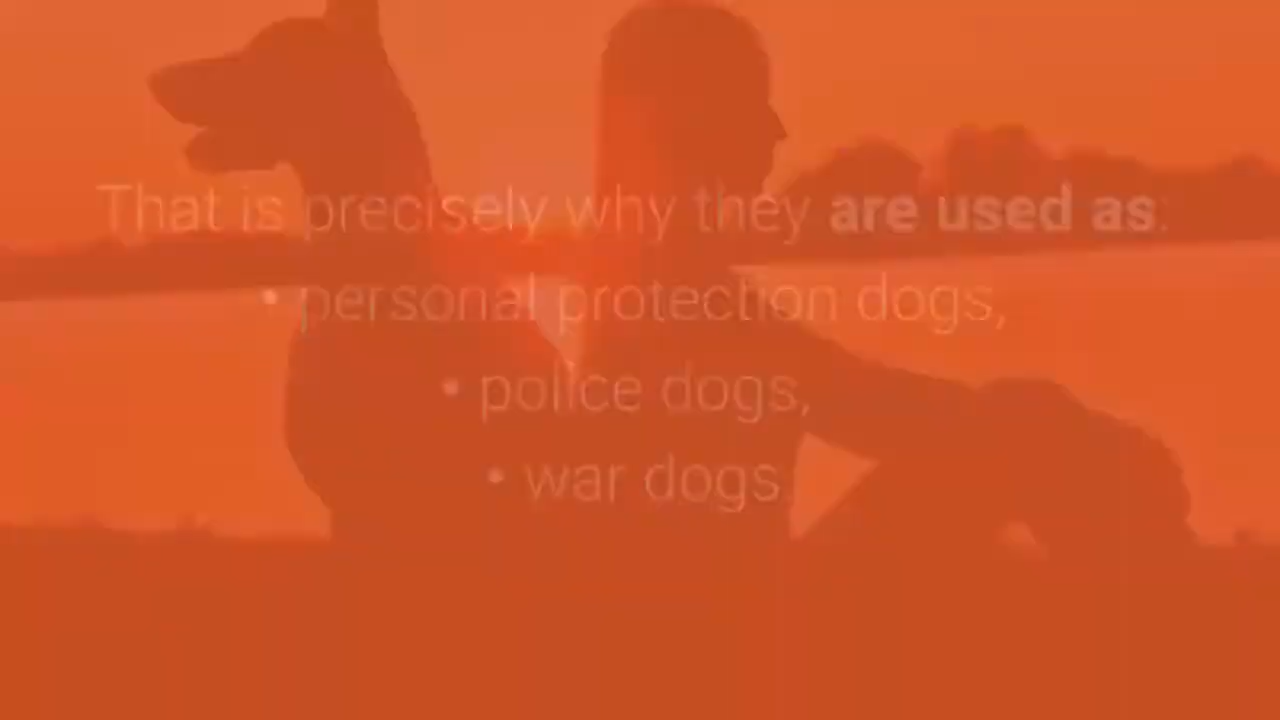 That is precisely why they are used as:
• personal protection dogs,
• police dogs,
• war dogs.